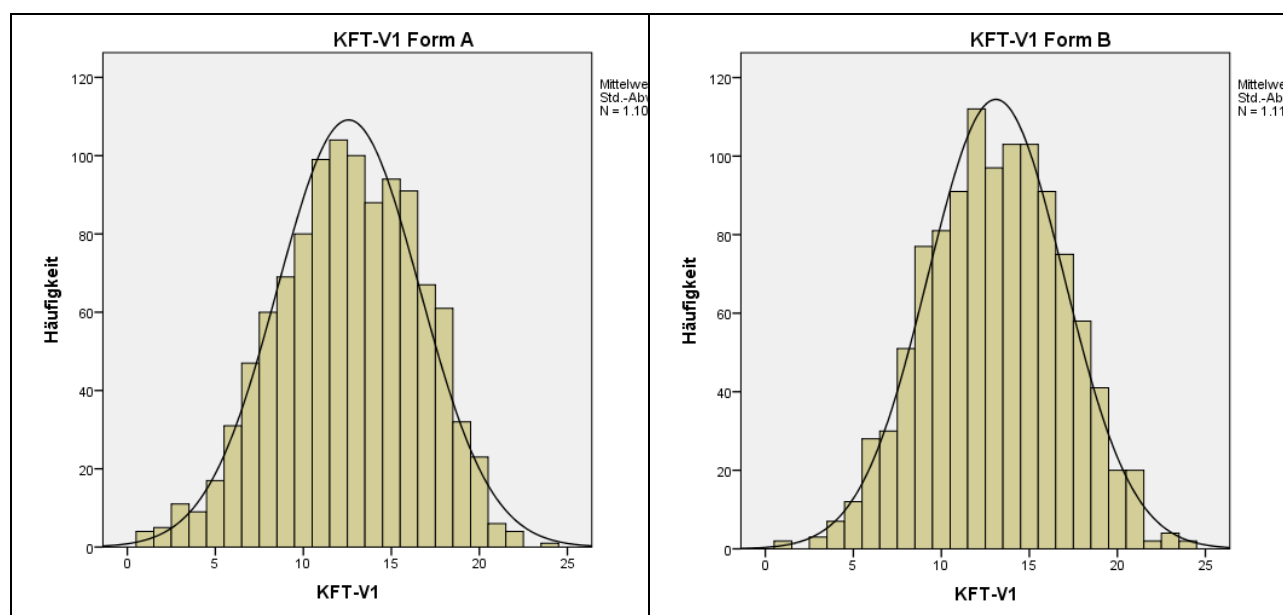 KFT-V1 Form A
120
100
80
60
40
20
0
Häufigkeit
0 5 10 15 20 25
KFT-V1
Mittelwe
Std.-Ab
N = 1.10
KFT-V1 Form B
120
100
80
60
40
20
0
Häufigkeit
0 5 10 15 20 25
KFT-V1
Mittelwe
Std.-Ab
N = 1.11